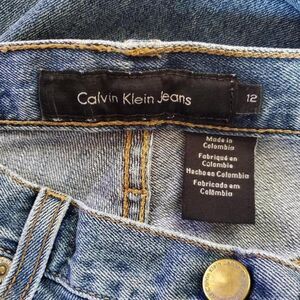 Calvin Klein Jeans
12
Made in
Colombia
Fabriqué en
Colombie
Hecho en Colombia
Fabricado em
Colômbia